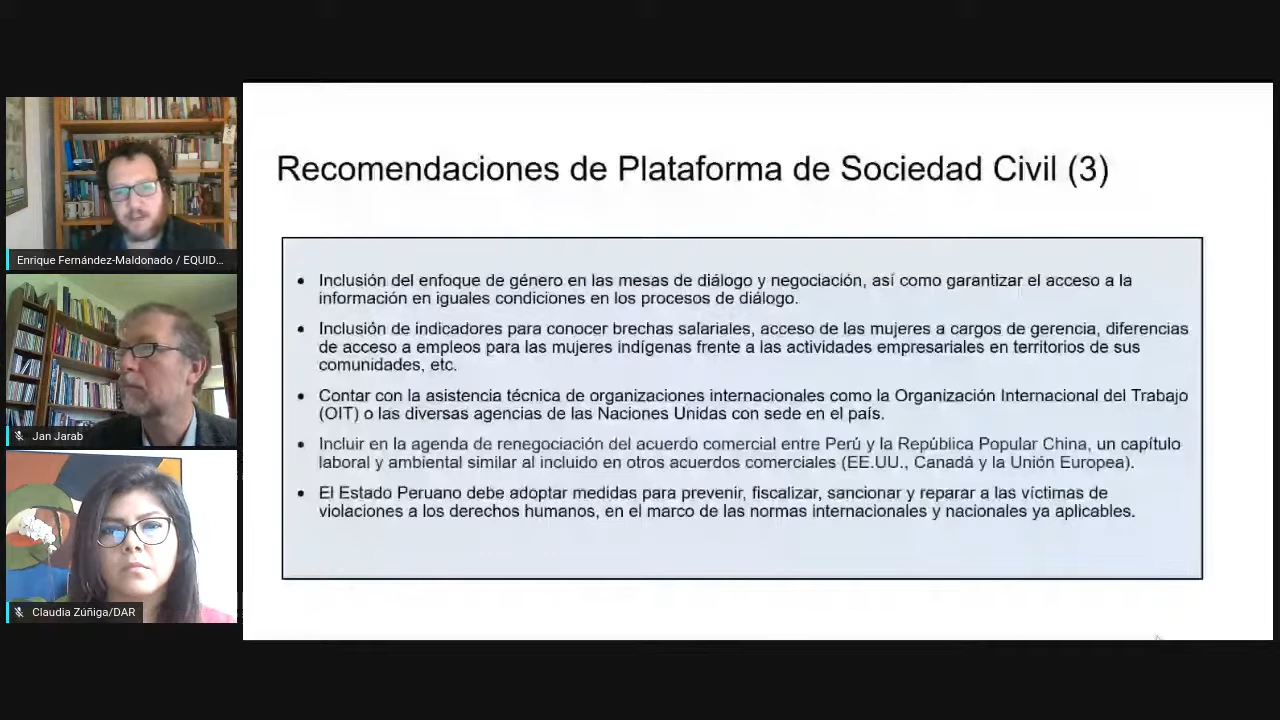 Recomendaciones de Plataforma de Sociedad Civil (3)
• Inclusión del enfoque de género en las mesas de diálogo y negociación, así como garantizar el acceso a la
información en iguales condiciones en los procesos de diálogo.
• Inclusión de indicadores para conocer brechas salariales, acceso de las mujeres a cargos de gerencia, diferencias
de acceso a empleos para las mujeres indígenas frente a las actividades empresariales en territorios de sus
comunidades, etc.
• Contar con la asistencia técnica de organizaciones internacionales como la Organización Internacional del Trabajo
(OIT) o las diversas agencias de las Naciones Unidas con sede en el país.
• Incluir en la agenda de renegociación del acuerdo comercial entre Perú y la República Popular China, un capítulo
laboral y ambiental similar al incluido en otros acuerdos comerciales (EE.UU., Canadá y la Unión Europea).
• El Estado Peruano debe adoptar medidas para prevenir, fiscalizar, sancionar y reparar a las víctimas de
violaciones a los derechos humanos, en el marco de las normas internacionales y nacionales ya aplicables.
Enrique Fernández-Maldonado / EQUID...
Jan Jarab
Claudia Zúñiga/DAR